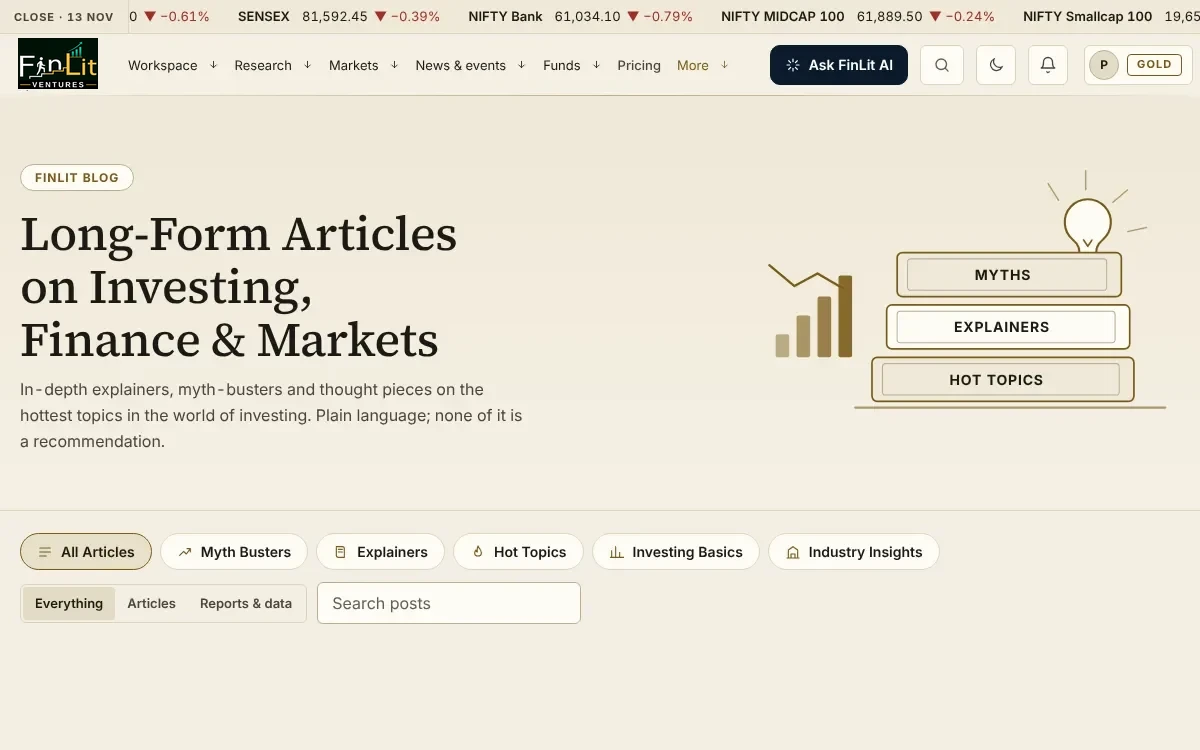 CLOSE · 13 NOV 0 ▼ −0.61% SENSEX 81,592.45 ▼ −0.39% NIFTY Bank 61,034.10 ▼ −0.79% NIFTY MIDCAP 100 61,889.50 ▼ −0.24% NIFTY Smallcap 100 19,65
FinLit
VENTURES
Workspace Research Markets News & events Funds Pricing More Ask FinLit AI P GOLD
FINLIT BLOG
Long-Form Articles
on Investing,
Finance & Markets
In-depth explainers, myth-busters and thought pieces on the
hottest topics in the world of investing. Plain language; none of it is
a recommendation.
MYTHS
EXPLAINERS
HOT TOPICS
All Articles Myth Busters Explainers Hot Topics Investing Basics Industry Insights
Everything Articles Reports & data Search posts